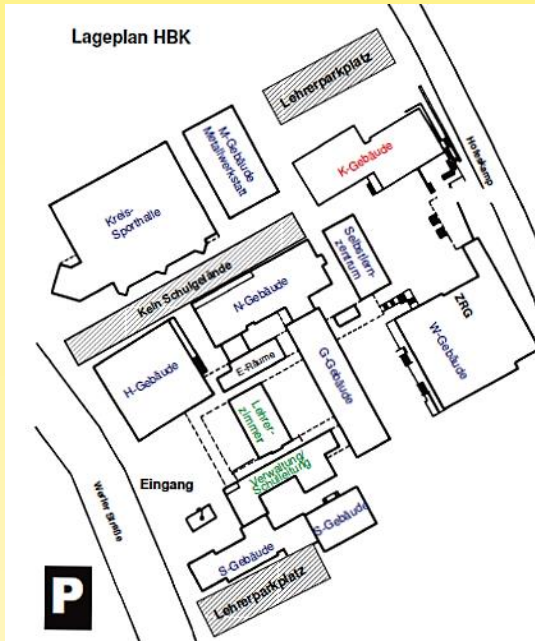 Lageplan HBK
Lehrerparkplatz
M-Gebäude
Metallwerkstatt
K-Gebäude
Hofeskamp
Kreis-
Sporthalle
Selbstlern-
zentrum
Kein Schulgelände
N-Gebäude
ZRG
W-Gebäude
H-Gebäude
E-Räume
G-Gebäude
Lehrer-
zimmer
Verwaltung/
Schulleitung
Eingang
Werler Straße
S-Gebäude
S-Gebäude
P
Lehrerparkplatz